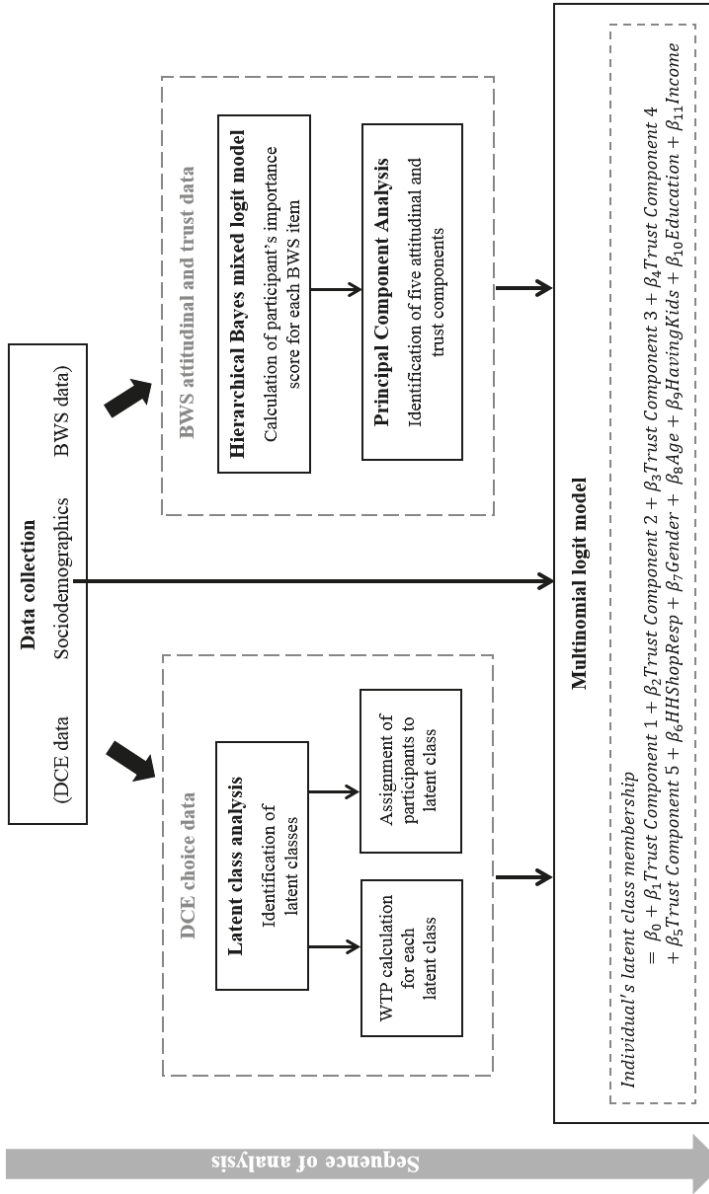 Sequence of analysis
Data collection
(DCE data Sociodemographics BWS data)
DCE choice data
Latent class analysis
Identification of
latent classes
WTP calculation
for each
latent class
Assignment of
participants to
latent class
BWS attitudinal and trust data
Hierarchical Bayes mixed logit model
Calculation of participant's importance
score for each BWS item
Principal Component Analysis
Identification of five attitudinal and
trust components
Multinomial logit model
Individual's latent class membership
= β₀ + β₁Trust Component 1 + β₂Trust Component 2 + β₃Trust Component 3 + β₄Trust Component 4
+ β₅Trust Component 5 + β₆HHShopResp + β₇Gender + β₈Age + β₉HavingKids + β₁₀Education + β₁₁Income